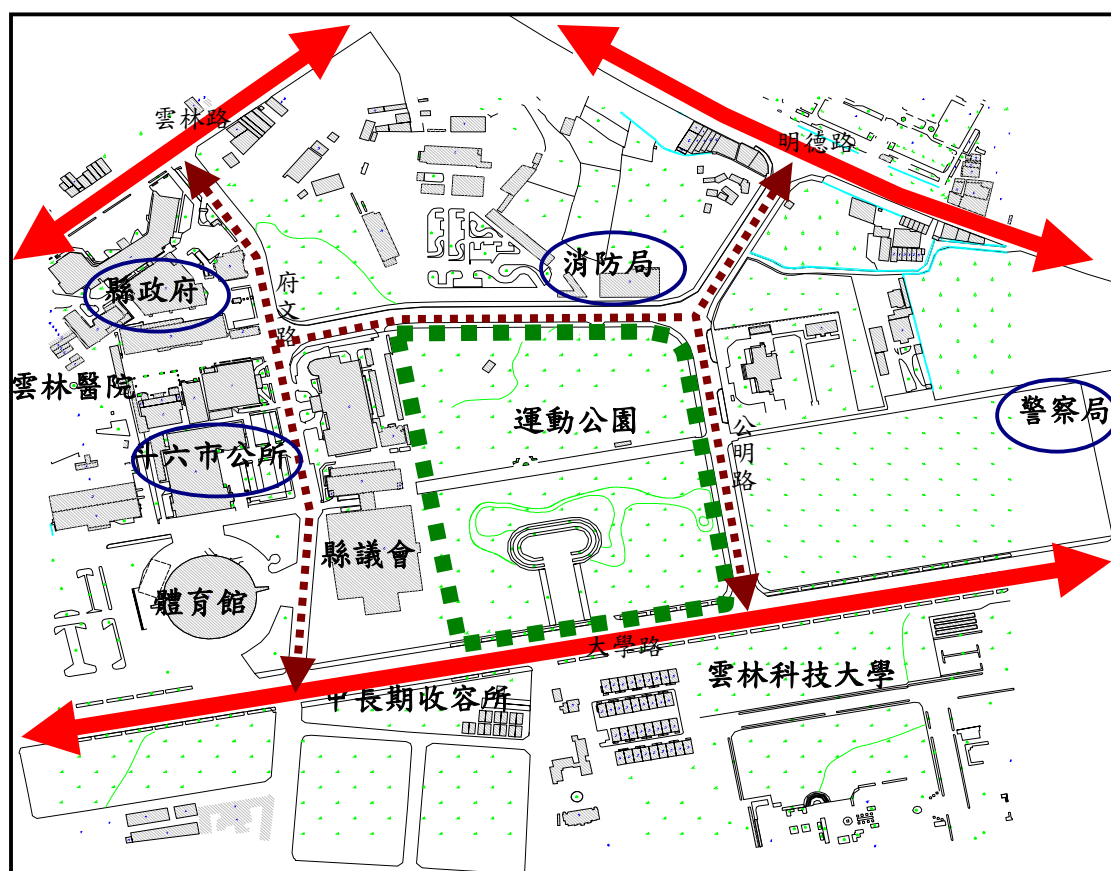 雲林路
明德路
消防局
縣政府
府文路
雲林醫院
運動公園
警察局
斗六市公所
公明路
縣議會
體育館
大學路
雲林科技大學
中長期收容所